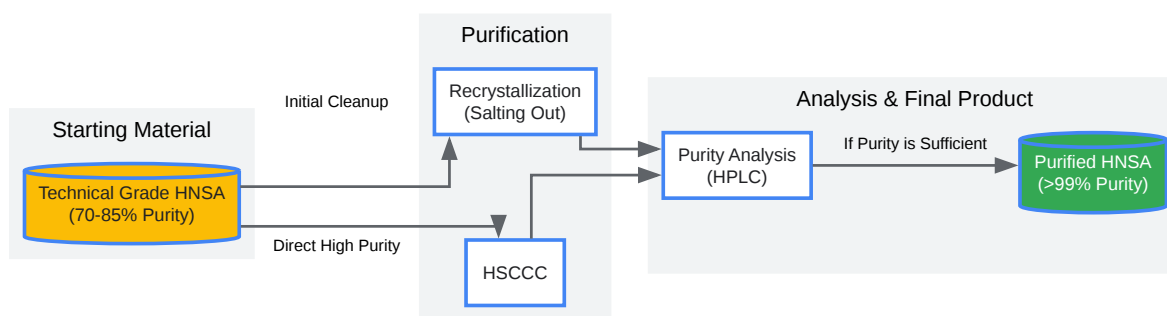 Purification
Recrystallization
(Salting Out)
Initial Cleanup
Analysis & Final Product
Starting Material
If Purity is Sufficient
Purity Analysis
(HPLC)
Purified HNSA
(>99% Purity)
Technical Grade HNSA
(70-85% Purity)
Direct High Purity
HSCCC